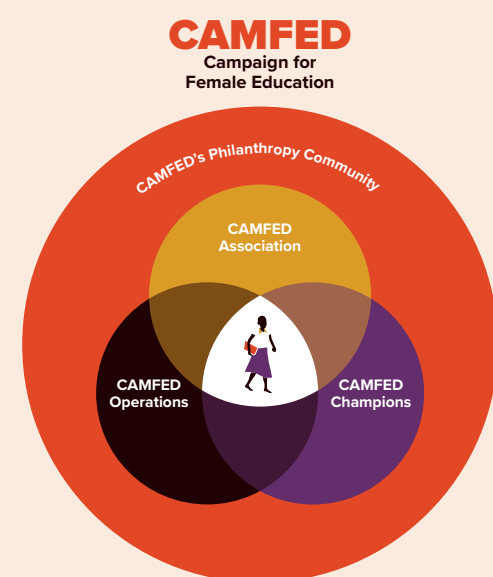 CAMFED
Campaign for
Female Education
CAMFED's Philanthropy Community
CAMFED
Association
CAMFED
Operations
CAMFED
Champions